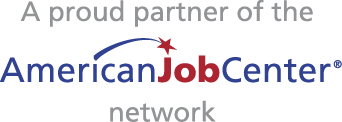 A proud partner of the
AmericanJobCenter®
network